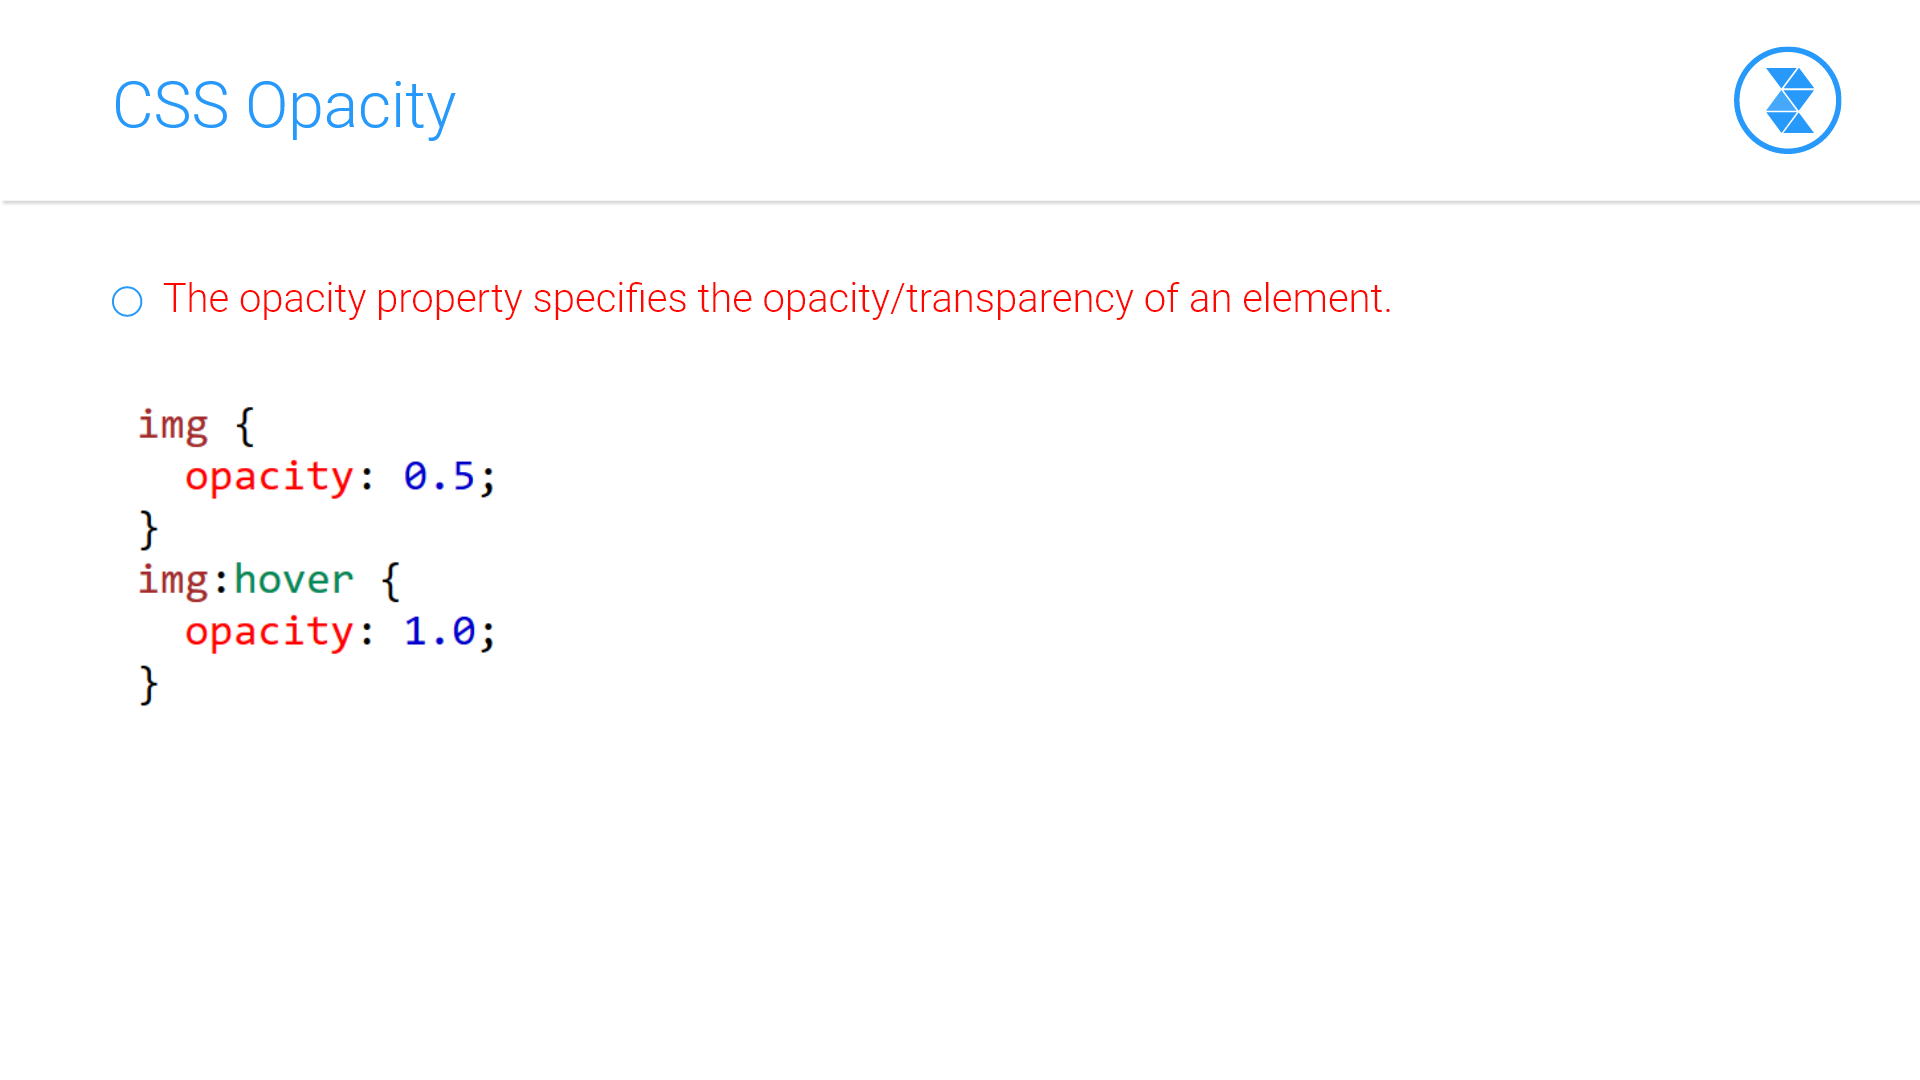 CSS Opacity
The opacity property specifies the opacity/transparency of an element.
img {
  opacity: 0.5;
}
img:hover {
  opacity: 1.0;
}